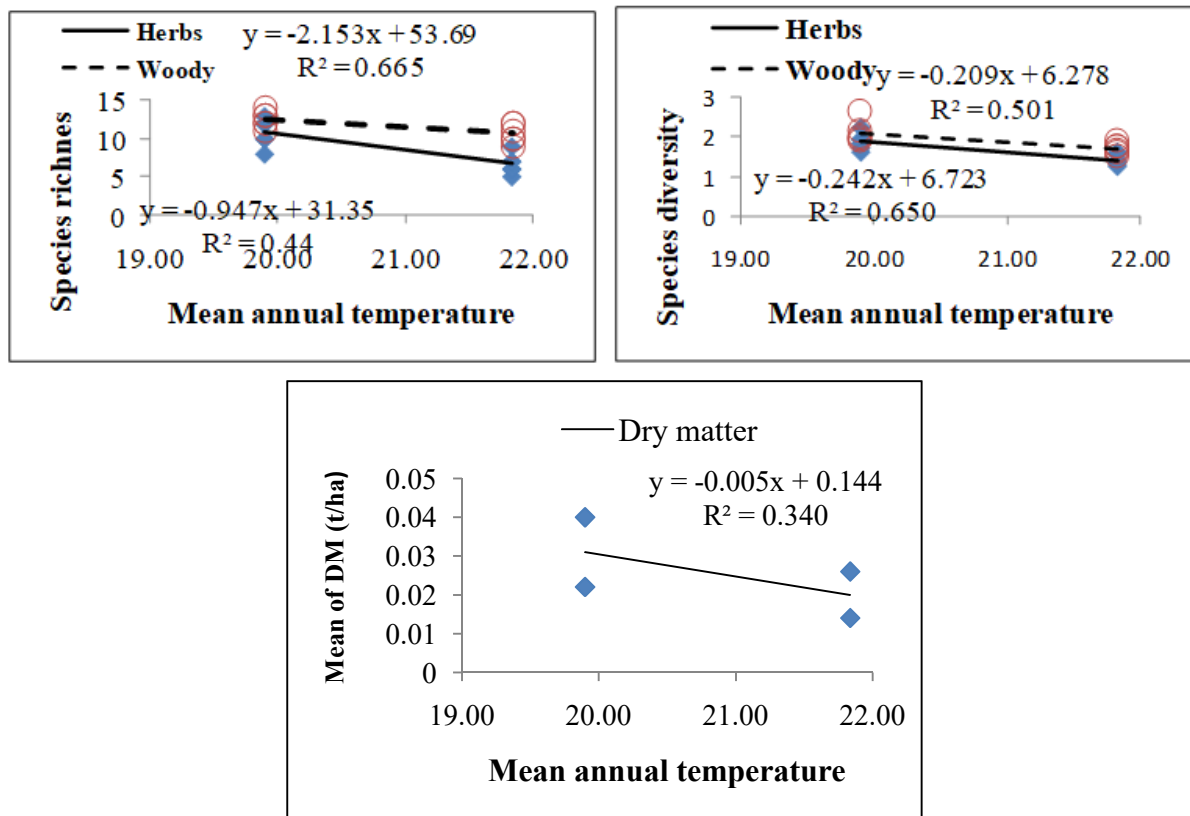 Herbs
Woody
y = -2.153x + 53.69
R² = 0.665
Species richnes
15
10
5
0
y = -0.947x + 31.35
R² = 0.44
19.00 20.00 21.00 22.00
Mean annual temperature
Herbs
Woody
y = -0.209x + 6.278
R² = 0.501
Species diversity
3
2
1
0
y = -0.242x + 6.723
R² = 0.650
19.00 20.00 21.00 22.00
Mean annual temperature
Dry matter
y = -0.005x + 0.144
R² = 0.340
Mean of DM (t/ha)
0.05
0.04
0.03
0.02
0.01
0
19.00 20.00 21.00 22.00
Mean annual temperature